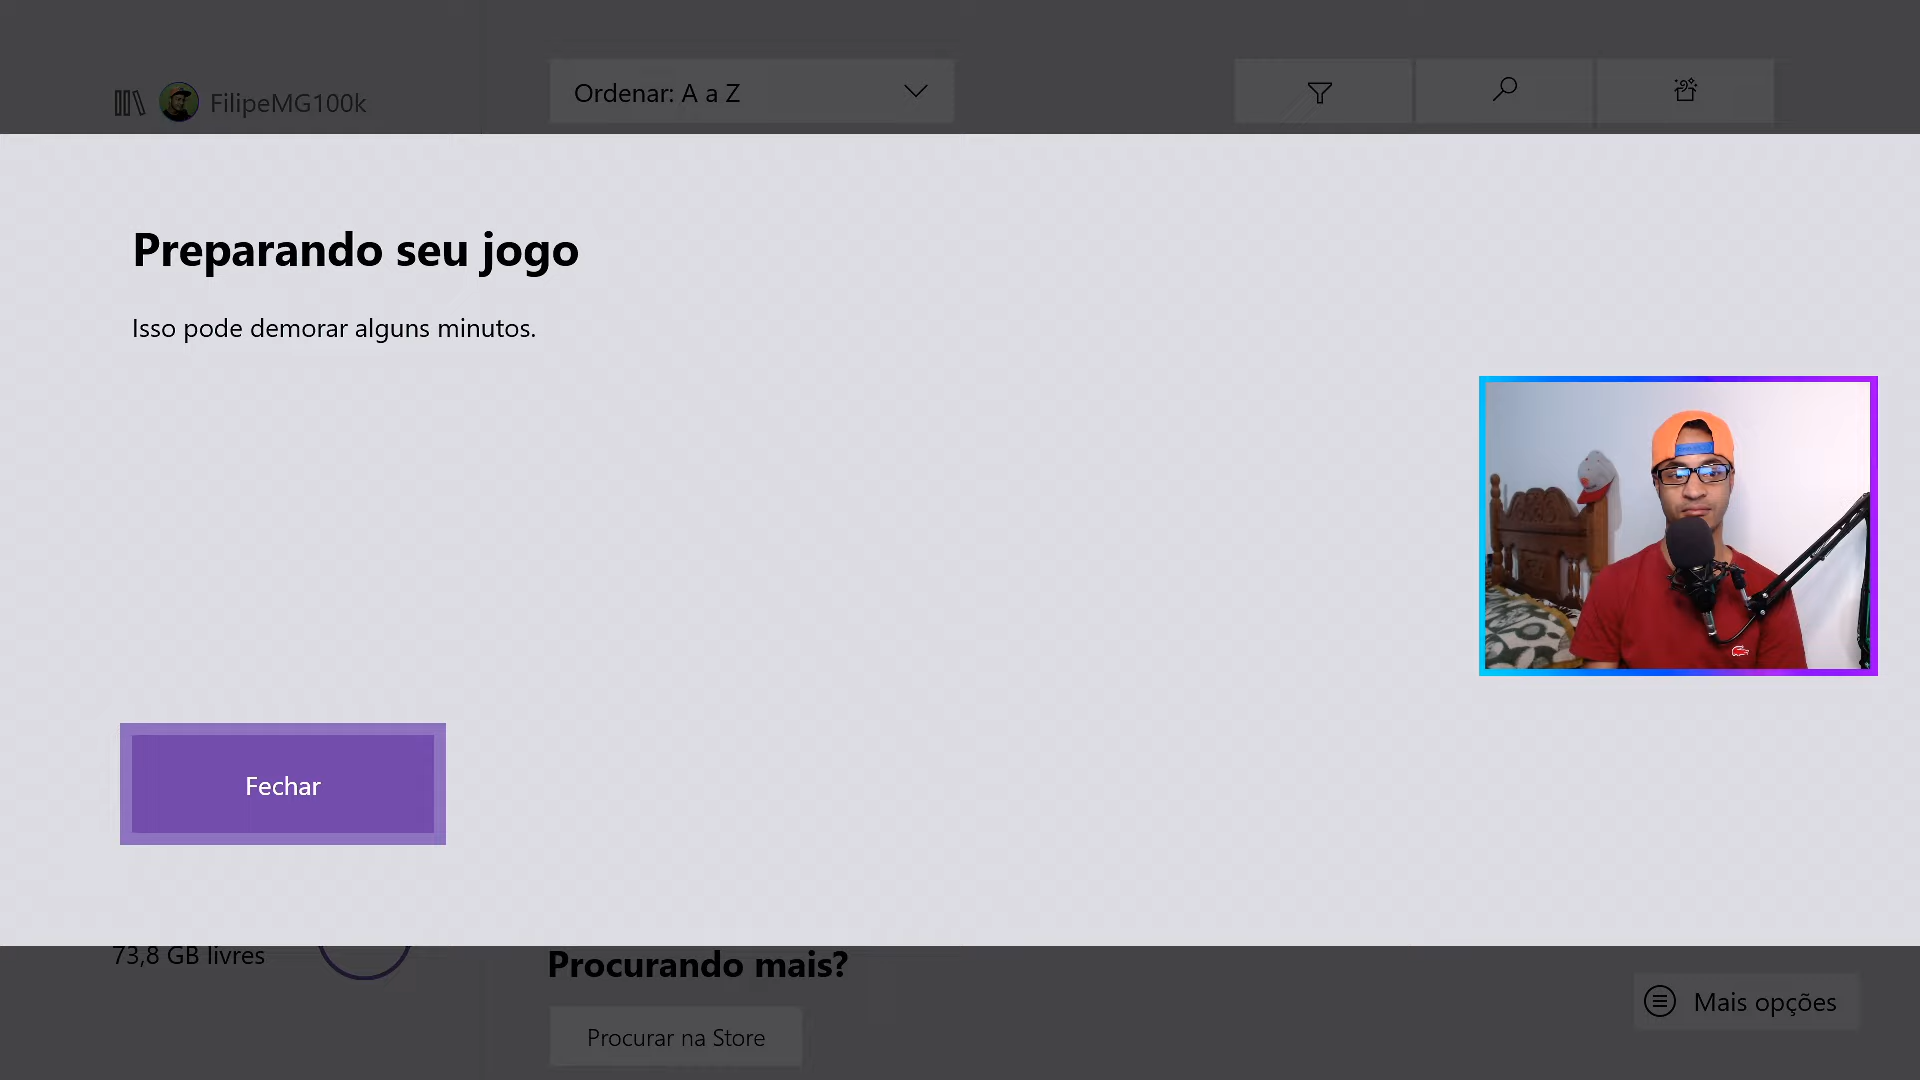 FilipeMG100k
Ordenar: A a Z
Preparando seu jogo
Isso pode demorar alguns minutos.
Fechar
73,8 GB livres
Procurando mais?
Procurar na Store
Mais opções